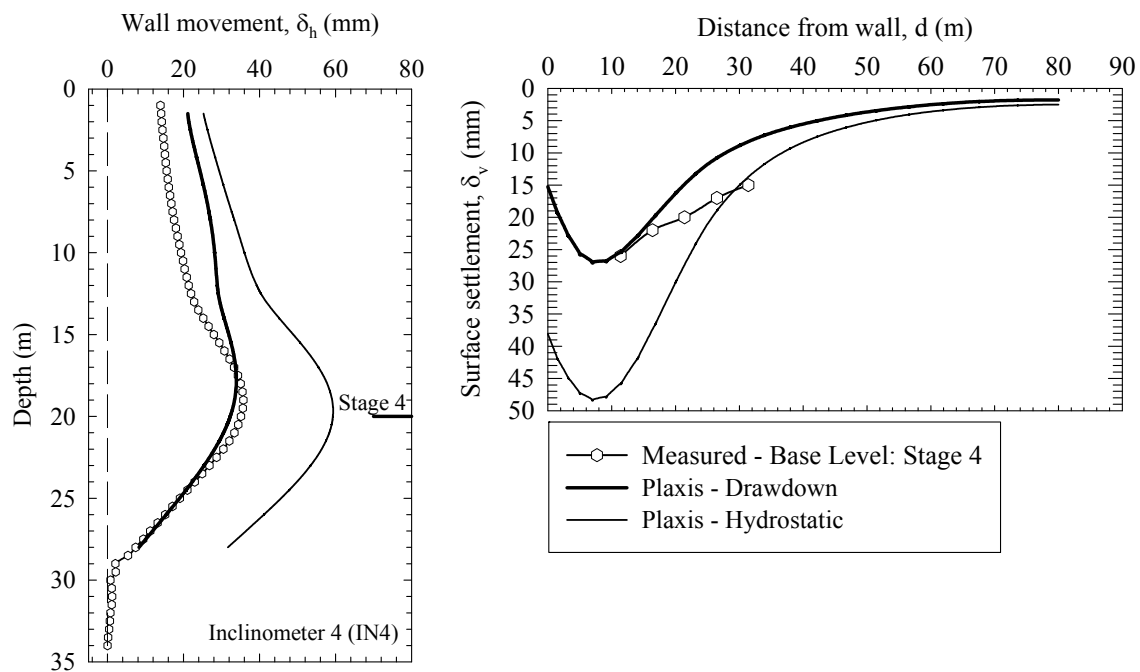 Wall movement, δh (mm)
0 20 40 60 80
0
5
10
15
20
25
30
35
Depth (m)
Stage 4
Inclinometer 4 (IN4)
Distance from wall, d (m)
0 10 20 30 40 50 60 70 80 90
0
5
10
15
20
25
30
35
40
45
50
Surface settlement, δv (mm)
Measured - Base Level: Stage 4
Plaxis - Drawdown
Plaxis - Hydrostatic